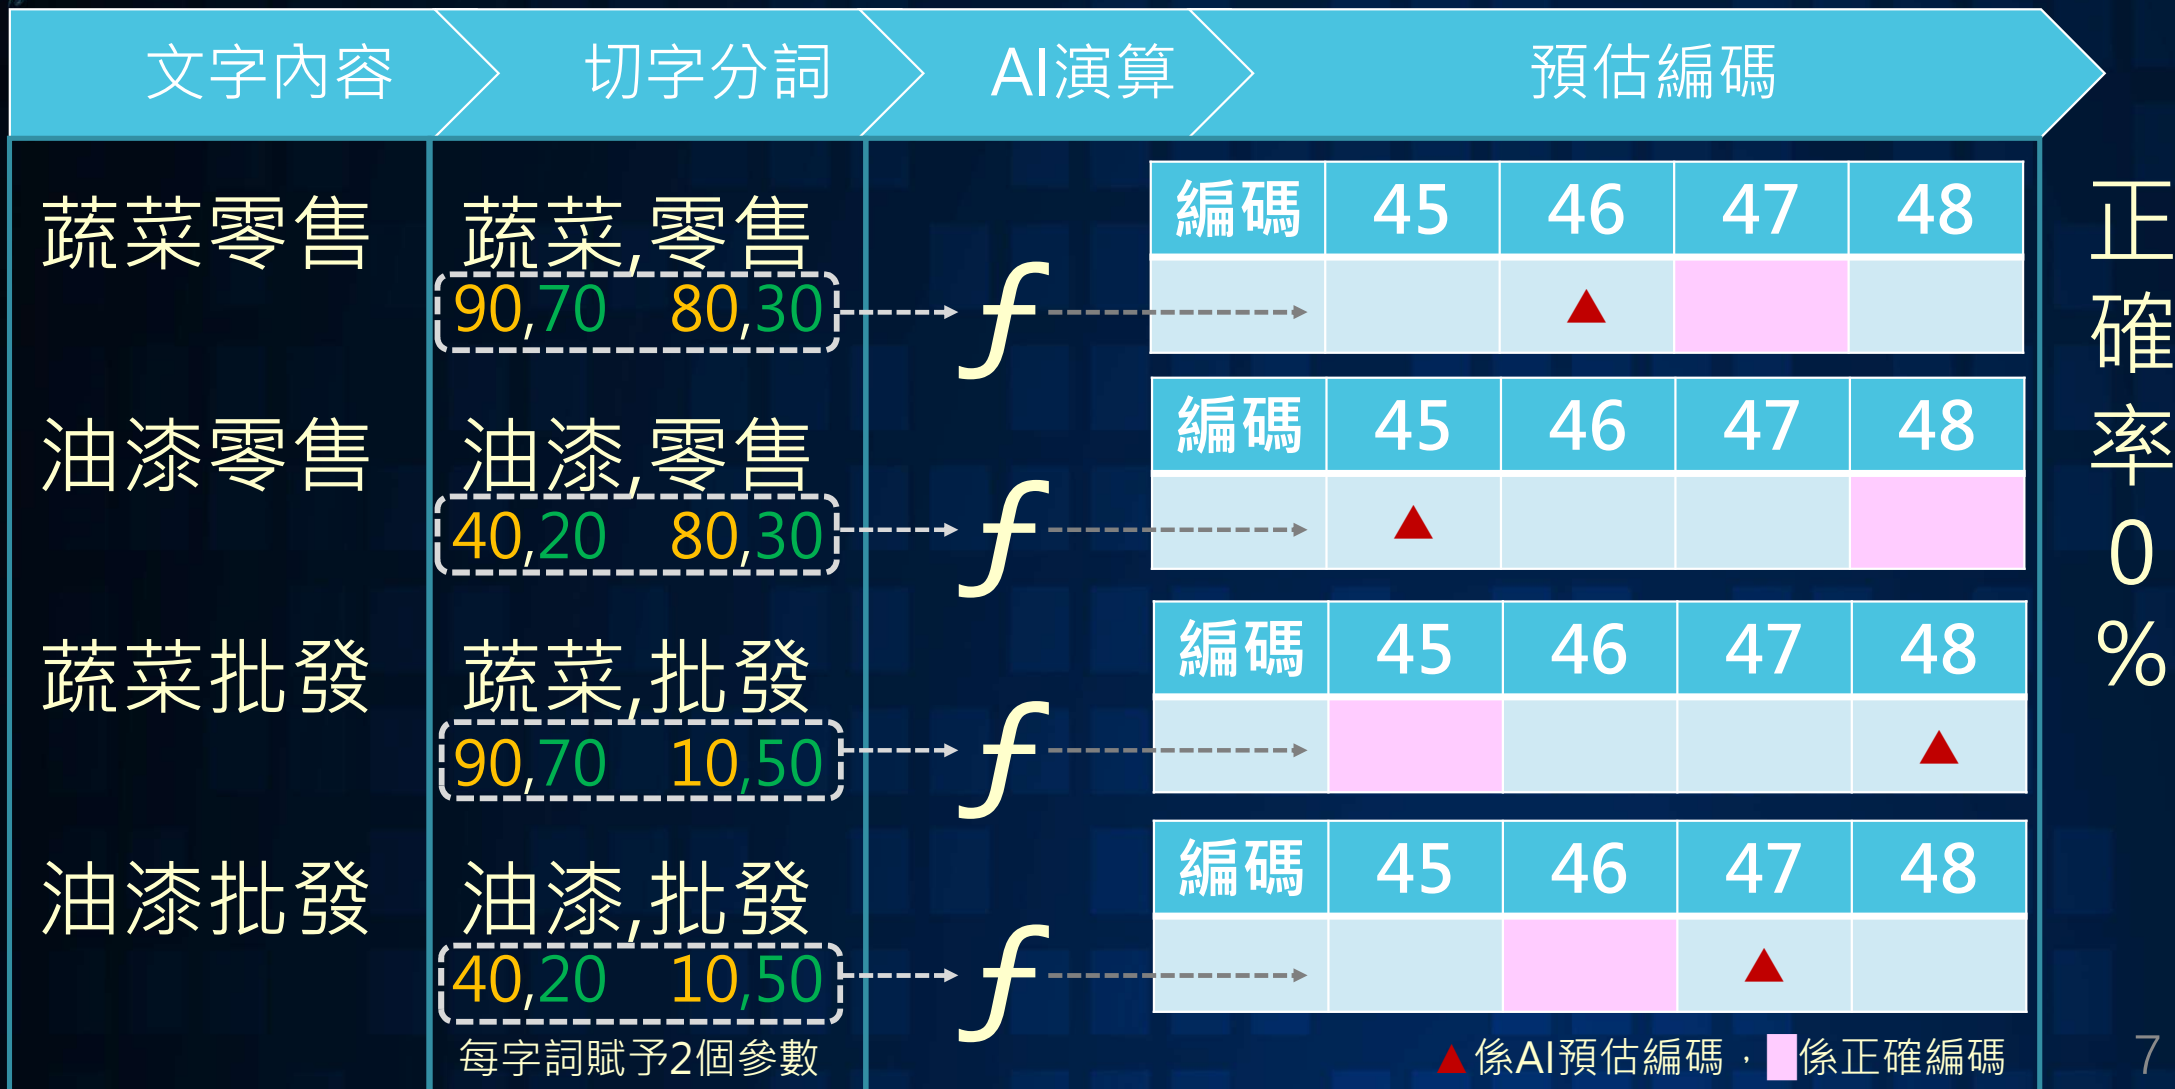 文字內容 切字分詞 AI演算 預估編碼
蔬菜零售 蔬菜,零售
90,70 80,30
f
編碼 45 46 47 48
油漆零售 油漆,零售
40,20 80,30
f
編碼 45 46 47 48
蔬菜批發 蔬菜,批發
90,70 10,50
f
編碼 45 46 47 48
油漆批發 油漆,批發
40,20 10,50
f
編碼 45 46 47 48
每字詞賦予2個參數
▲係AI預估編碼，係正確編碼
正確率0%
7